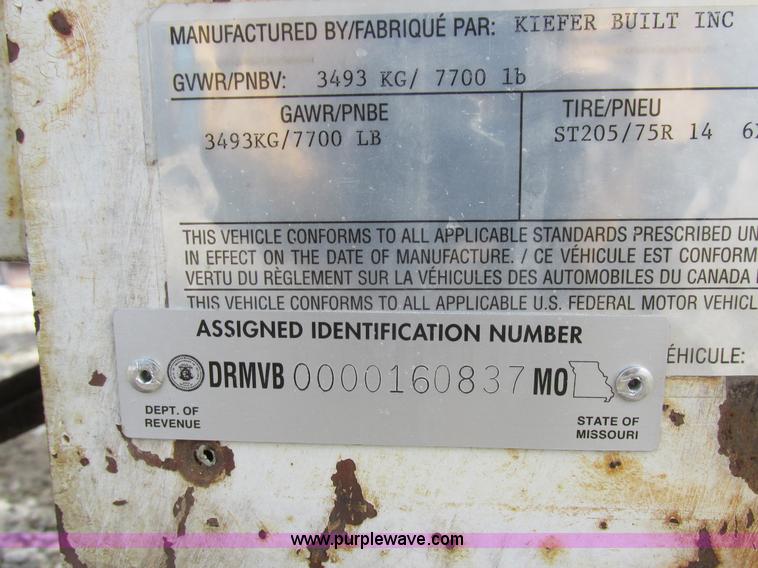 MANUFACTURED BY/FABRIQUÉ PAR: KIEFER BUILT INC
GVWR/PNBV: 3493 KG/ 7700 1b
GAWR/PNBE
3493KG/7700 LB
TIRE/PNEU
ST205/75R 14
THIS VEHICLE CONFORMS TO ALL APPLICABLE STANDARDS PRESCRIBED
IN EFFECT ON THE DATE OF MANUFACTURE. / CE VÉHICULE EST
VERTU DU RÈGLEMENT SUR LA VÉHICULES DES AUTOMOBILES DU CANADA
THIS VEHICLE CONFORMS TO ALL APPLICABLE U.S. FEDERAL MOTOR
ÉHICULE:
ASSIGNED IDENTIFICATION NUMBER
DRMVB 0000160837 MO
DEPT. OF
REVENUE
STATE OF
MISSOURI
www.purplewave.com